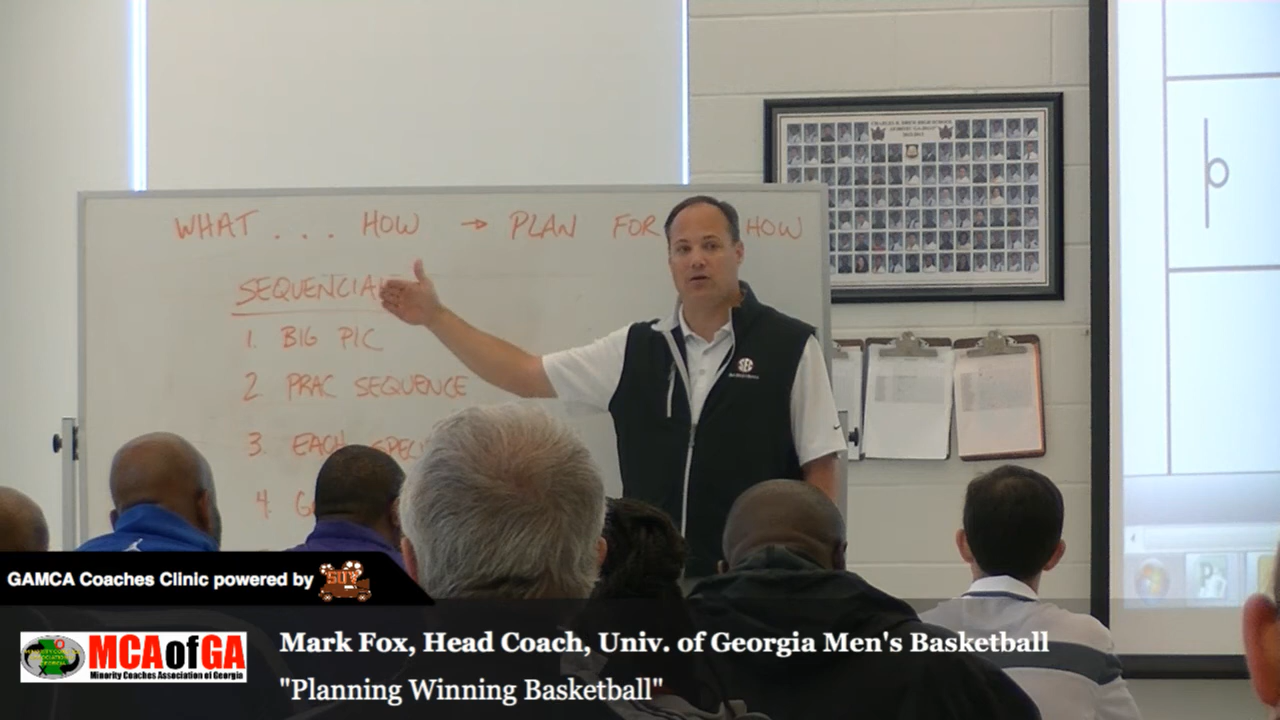 WHAT . . . HOW → PLAN FOR HOW
SEQUENCIAL
1. BIG PIC
2. PRAC SEQUENCE
3. EACH
4.
GAMCA Coaches Clinic powered by
MCAofGA
Minority Coaches Association of Georgia
Mark Fox, Head Coach, Univ. of Georgia Men's Basketball
"Planning Winning Basketball"